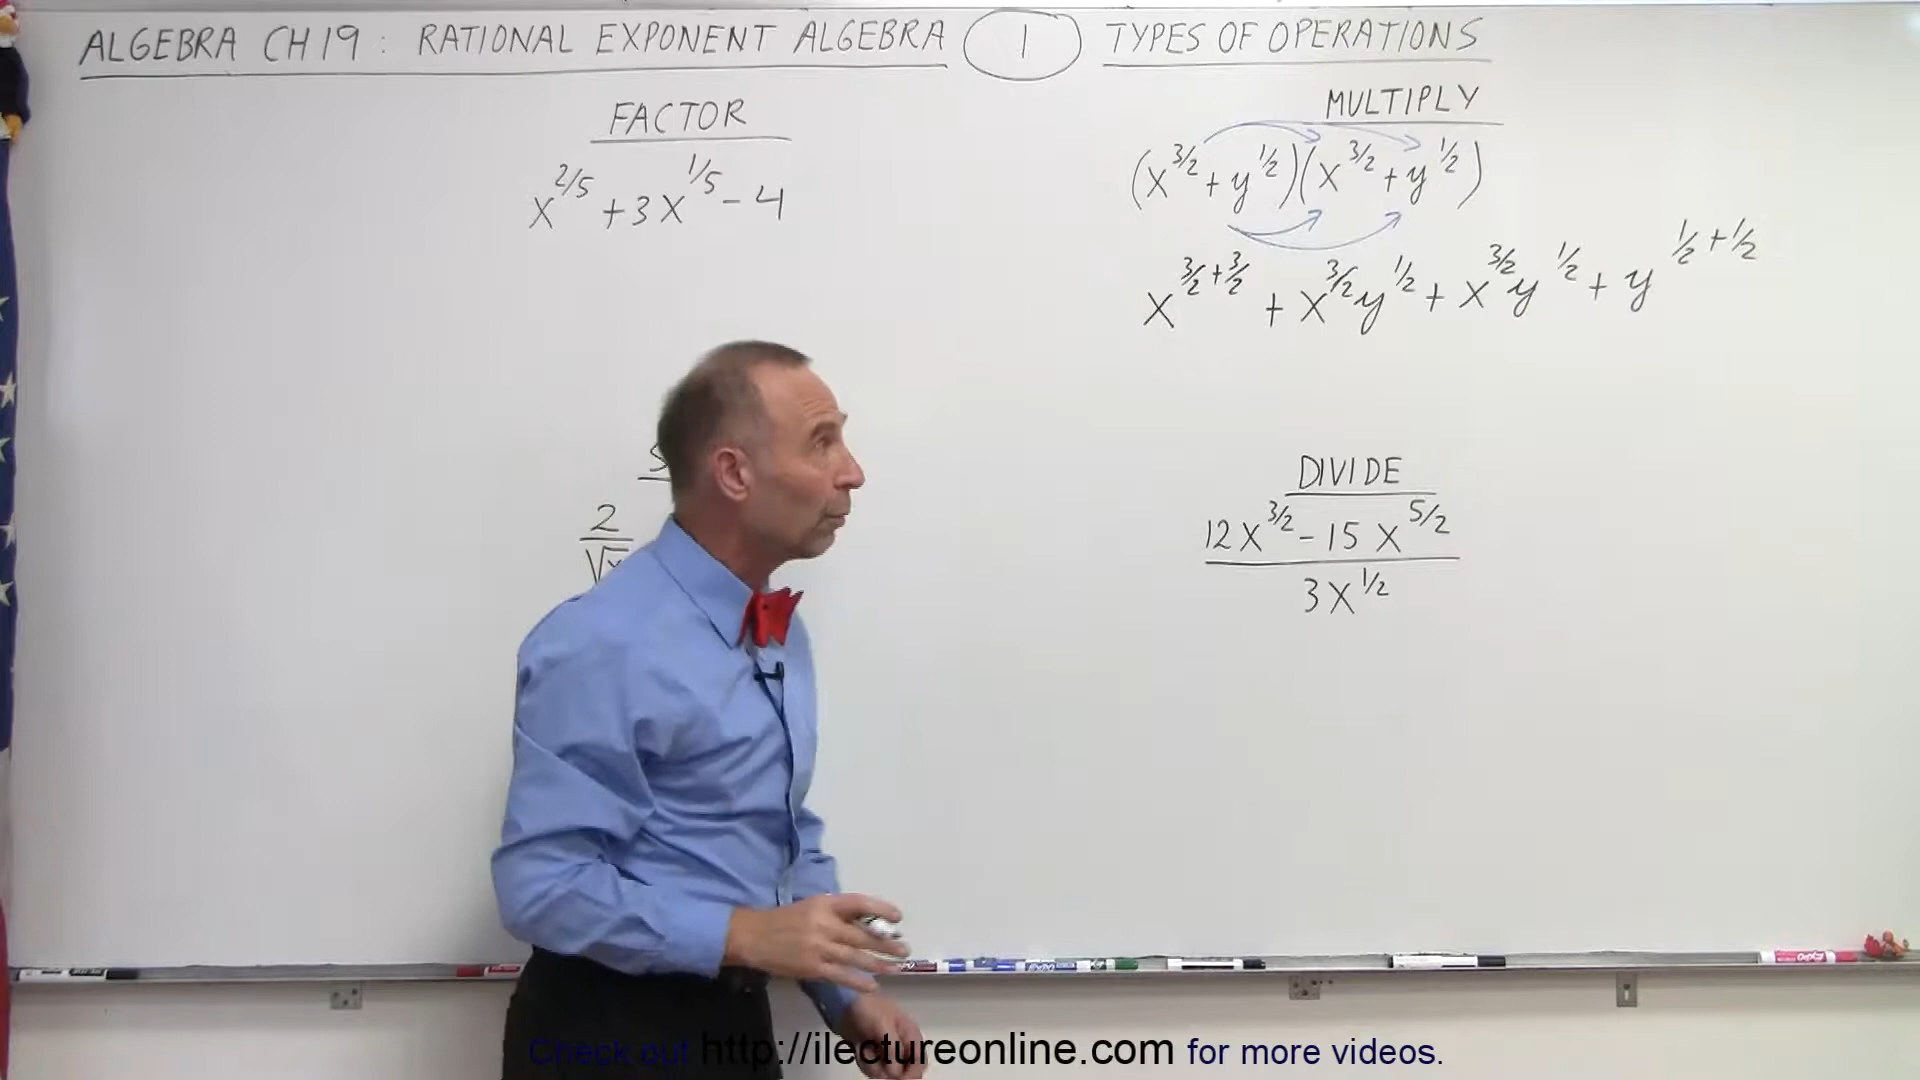 ALGEBRA CH 19 : RATIONAL EXPONENT ALGEBRA 1 TYPES OF OPERATIONS
FACTOR
x^{2/5} + 3x^{1/5} - 4
2
√x
MULTIPLY
(x^{3/2} + y^{1/2})(x^{3/2} + y^{1/2})
x^{3/2 + 3/2} + x^{3/2}y^{1/2} + x^{3/2}y^{1/2} + y^{1/2 + 1/2}
DIVIDE
12x^{3/2} - 15x^{5/2}
3x^{1/2}
Check out http://ilectureonline.com for more videos.